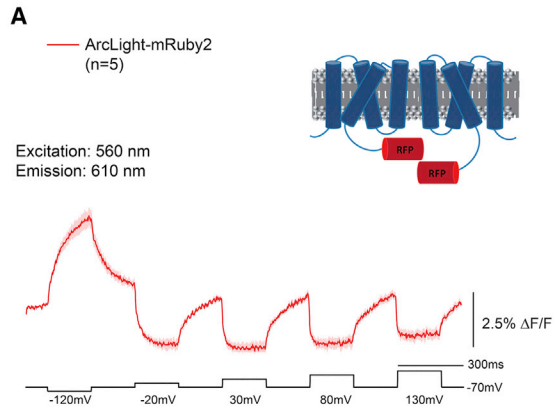 A
ArcLight-mRuby2
(n=5)
Excitation: 560 nm
Emission: 610 nm
RFP
RFP
2.5% ΔF/F
300ms
-70mV
-120mV -20mV 30mV 80mV 130mV